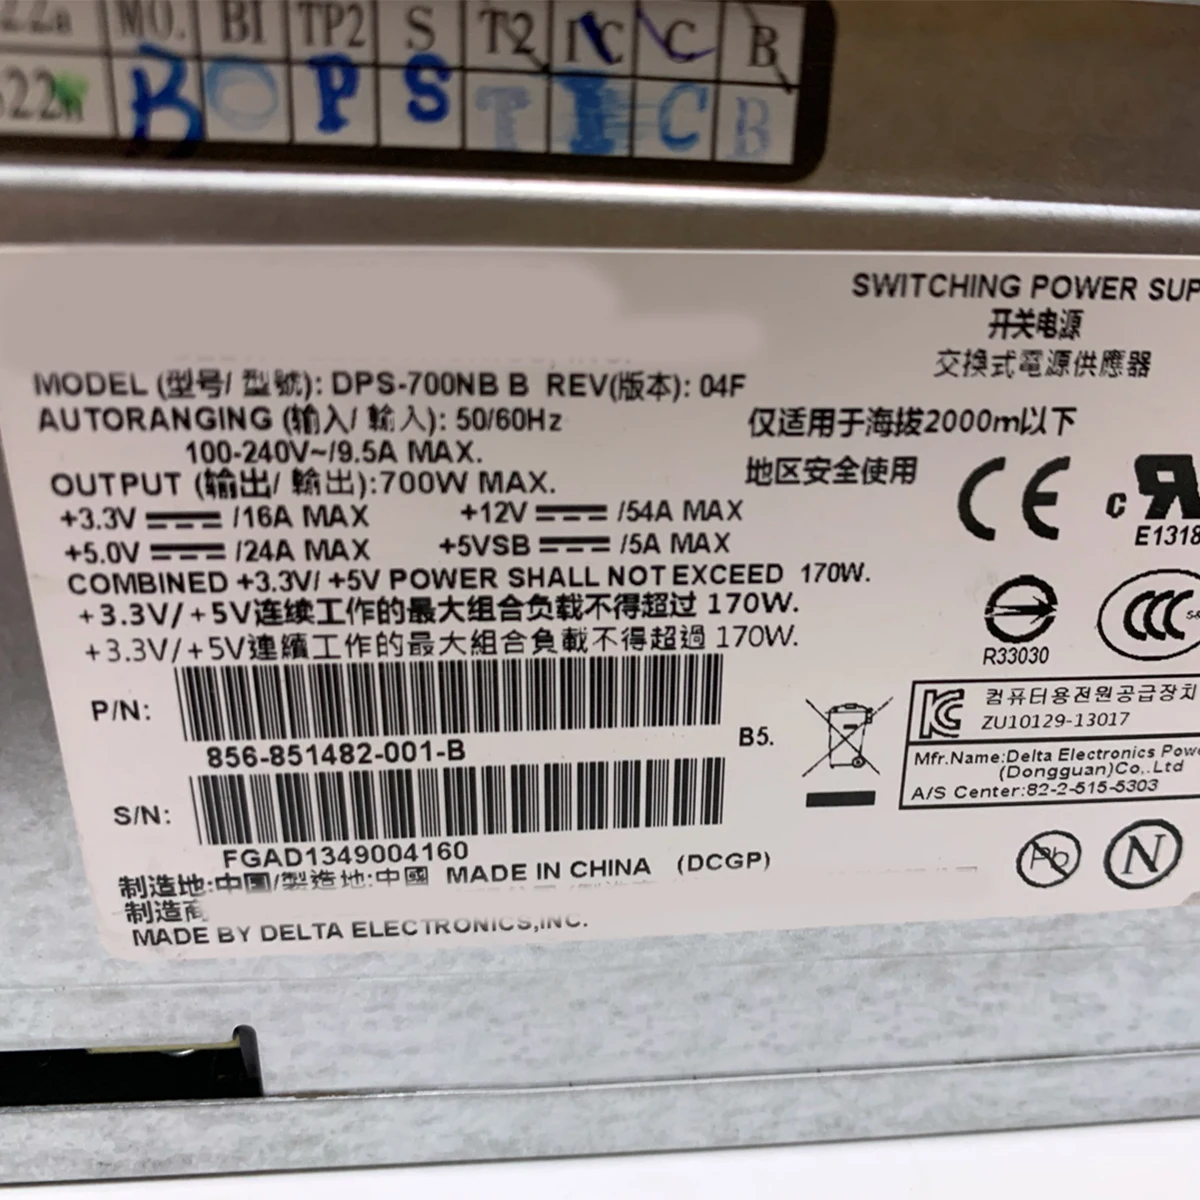 22a MO. BI TP2 S T2 IC C B
22 B O P S T I C B
SWITCHING POWER SUP
开关电源
交換式電源供應器
MODEL (型号/ 型號): DPS-700NB B REV(版本): 04F
AUTORANGING (输入/ 輸入): 50/60Hz
100-240V~/9.5A MAX.
仅适用于海拔2000m以下
地区安全使用
OUTPUT (输出/ 輸出):700W MAX.
+3.3V /16A MAX +12V /54A MAX
+5.0V /24A MAX +5VSB /5A MAX
CE
c
E1318
COMBINED +3.3V/ +5V POWER SHALL NOT EXCEED 170W.
+3.3V/+5V连续工作的最大组合负载不得超过 170W.
+3.3V/+5V連續工作的最大組合負載不得超過 170W.
R33030
CCC
P/N:
856-851482-001-B
B5.
컴퓨터용전원공급장치
ZU10129-13017
Mfr.Name:Delta Electronics Powe
(Dongguan)Co,.Ltd
A/S Center:82-2-515-5303
S/N:
FGAD1349004160
制造地:中国/製造地:中國 MADE IN CHINA (DCGP)
制造商
MADE BY DELTA ELECTRONICS,INC.
Pb
N